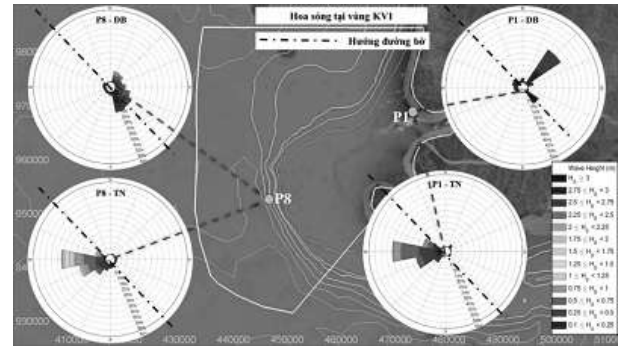 P8 - ĐB
Hoa sóng tại vùng KVI
Hướng đường bờ
P1 - ĐB
P1
P8
P8 - TN
P1 - TN
Wave Height (m)
Hₛ ≥ 3
2.75 ≤ Hₛ < 3
2.5 ≤ Hₛ < 2.75
2.25 ≤ Hₛ < 2.5
2 ≤ Hₛ < 2.25
1.75 ≤ Hₛ < 2
1.5 ≤ Hₛ < 1.75
1.25 ≤ Hₛ < 1.5
1 ≤ Hₛ < 1.25
0.75 ≤ Hₛ < 1
0.5 ≤ Hₛ < 0.75
0.25 ≤ Hₛ < 0.5
0.1 ≤ Hₛ < 0.25
990000
410000 420000 430000 440000 450000 460000 470000 480000 490000 500000